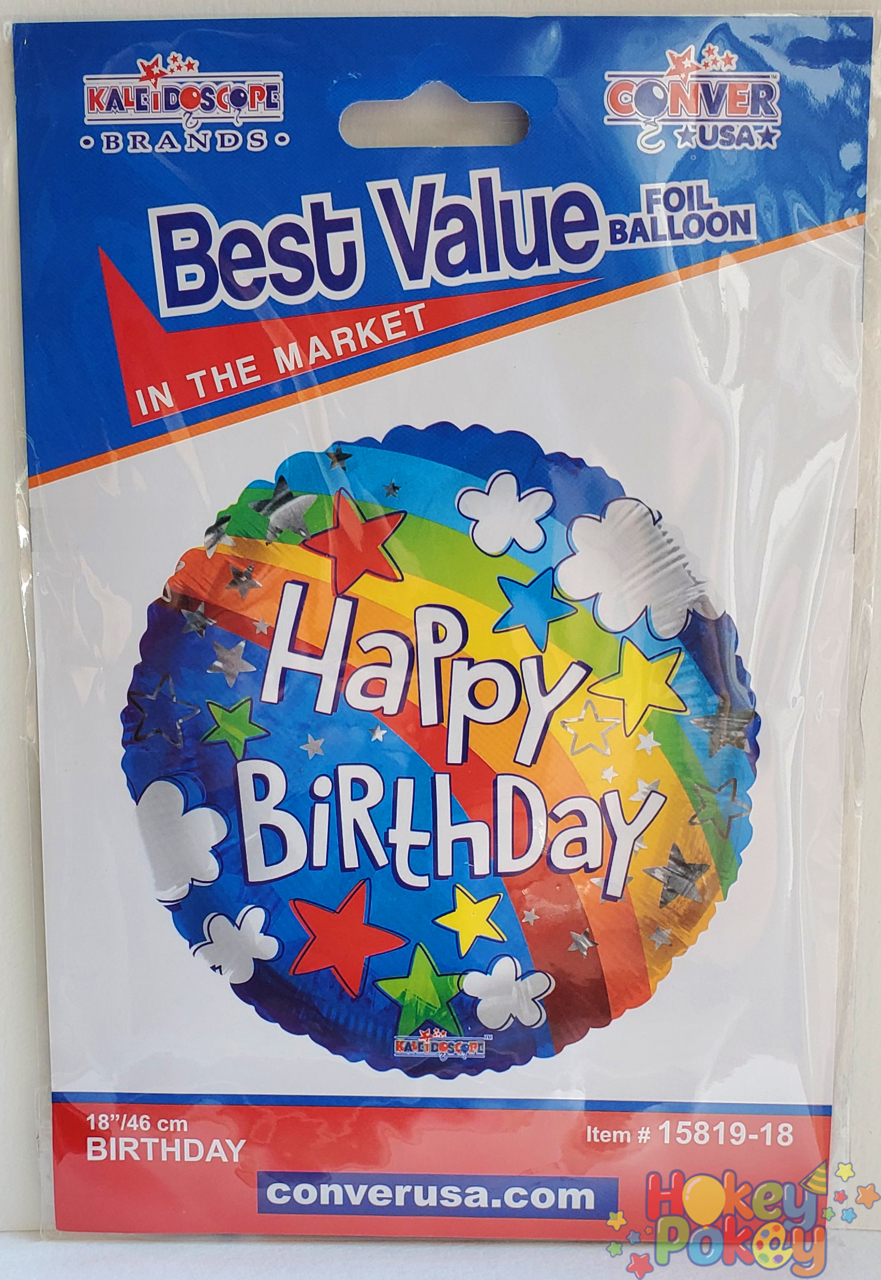 KALEIDOSCOPE
• BRANDS •
CONVER
USA
Best Value
FOIL
BALLOON
IN THE MARKET
Happy
BiRthDay
KALEIDOSCOPE
18"/46 cm
BIRTHDAY
Item # 15819-18
converusa.com
Hokey
Pokey